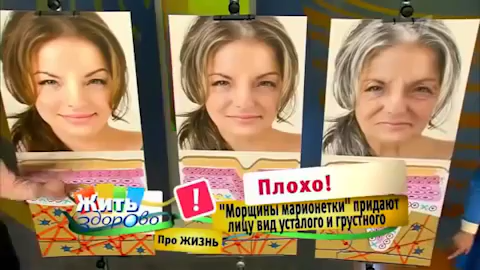 Плохо!
"Морщины марионетки" придают
лицу вид усталого и грустного
!
Жить
здорово
Про ЖИЗНЬ